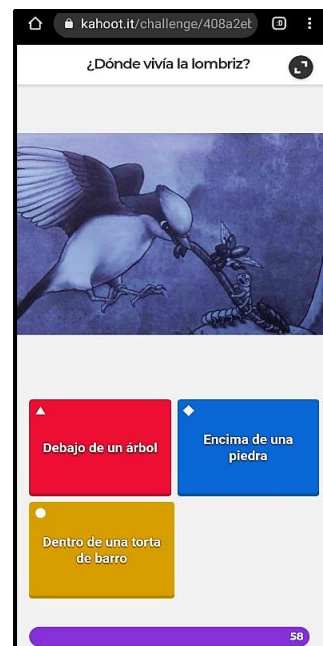 kahoot.it/challenge/408a2eb
¿Dónde vivía la lombriz?
Debajo de un árbol
Encima de una
piedra
Dentro de una torta
de barro
58